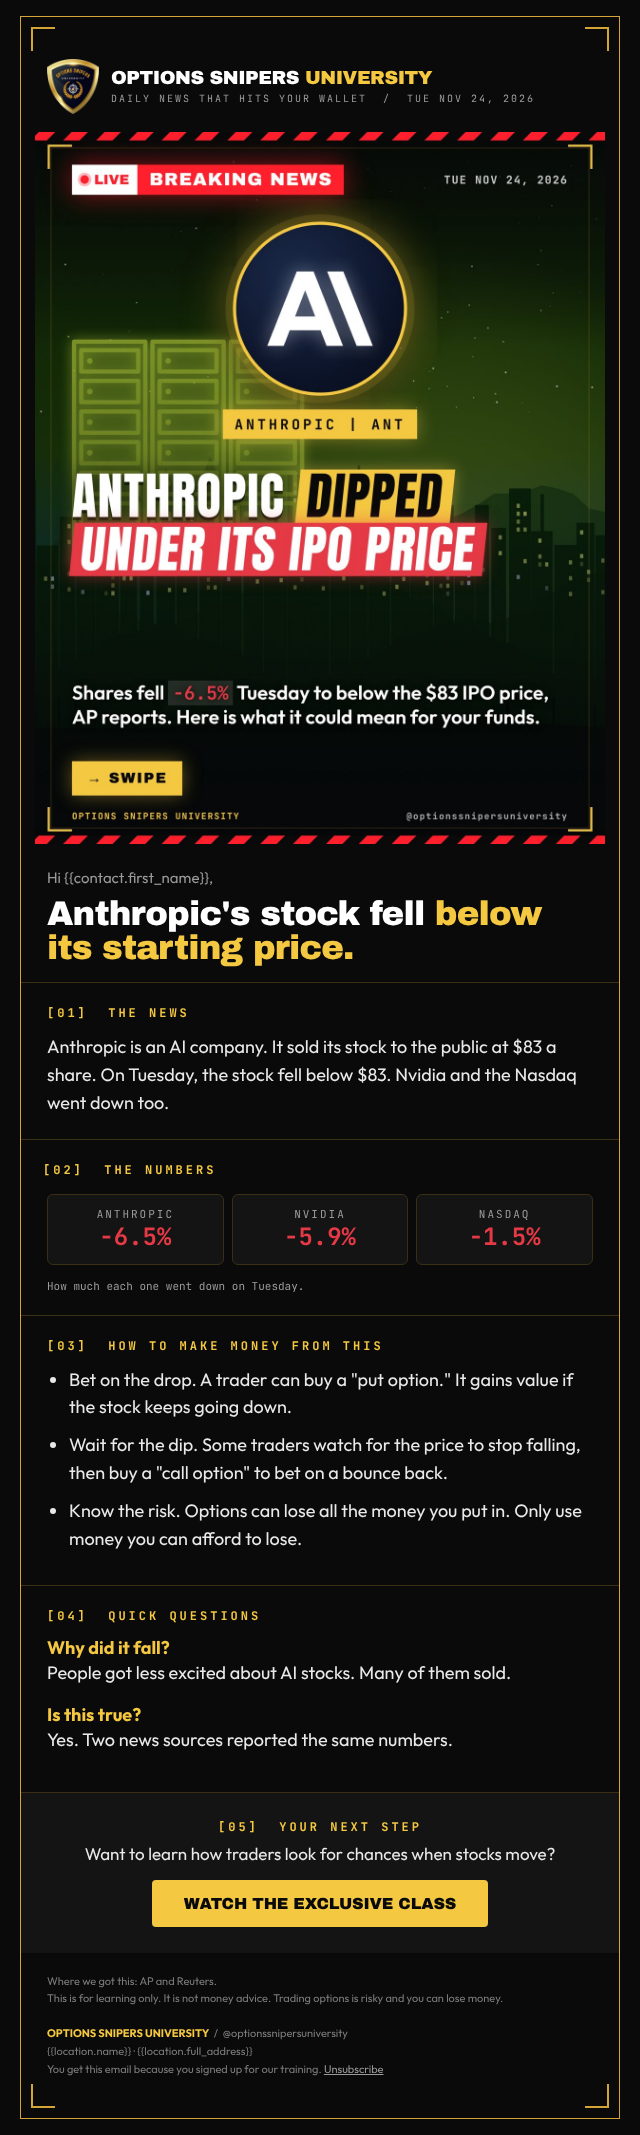 OPTIONS SNIPERS UNIVERSITY
DAILY NEWS THAT HITS YOUR WALLET / TUE NOV 24, 2026
LIVE BREAKING NEWS
TUE NOV 24, 2026
AI
ANTHROPIC | ANT
ANTHROPIC DIPPED
UNDER ITS IPO PRICE
Shares fell -6.5% Tuesday to below the $83 IPO price,
AP reports. Here is what it could mean for your funds.
→ SWIPE
OPTIONS SNIPERS UNIVERSITY
@optionssnipersuniversity
Hi {{contact.first_name}},
Anthropic's stock fell below
its starting price.
[01] THE NEWS
Anthropic is an AI company. It sold its stock to the public at $83 a
share. On Tuesday, the stock fell below $83. Nvidia and the Nasdaq
went down too.
[02] THE NUMBERS
ANTHROPIC
-6.5%
NVIDIA
-5.9%
NASDAQ
-1.5%
How much each one went down on Tuesday.
[03] HOW TO MAKE MONEY FROM THIS
• Bet on the drop. A trader can buy a "put option." It gains value if
the stock keeps going down.
• Wait for the dip. Some traders watch for the price to stop falling,
then buy a "call option" to bet on a bounce back.
• Know the risk. Options can lose all the money you put in. Only use
money you can afford to lose.
[04] QUICK QUESTIONS
Why did it fall?
People got less excited about AI stocks. Many of them sold.
Is this true?
Yes. Two news sources reported the same numbers.
[05] YOUR NEXT STEP
Want to learn how traders look for chances when stocks move?
WATCH THE EXCLUSIVE CLASS
Where we got this: AP and Reuters.
This is for learning only. It is not money advice. Trading options is risky and you can lose money.
OPTIONS SNIPERS UNIVERSITY / @optionssnipersuniversity
{{location.name}} · {{location.full_address}}
You get this email because you signed up for our training. Unsubscribe